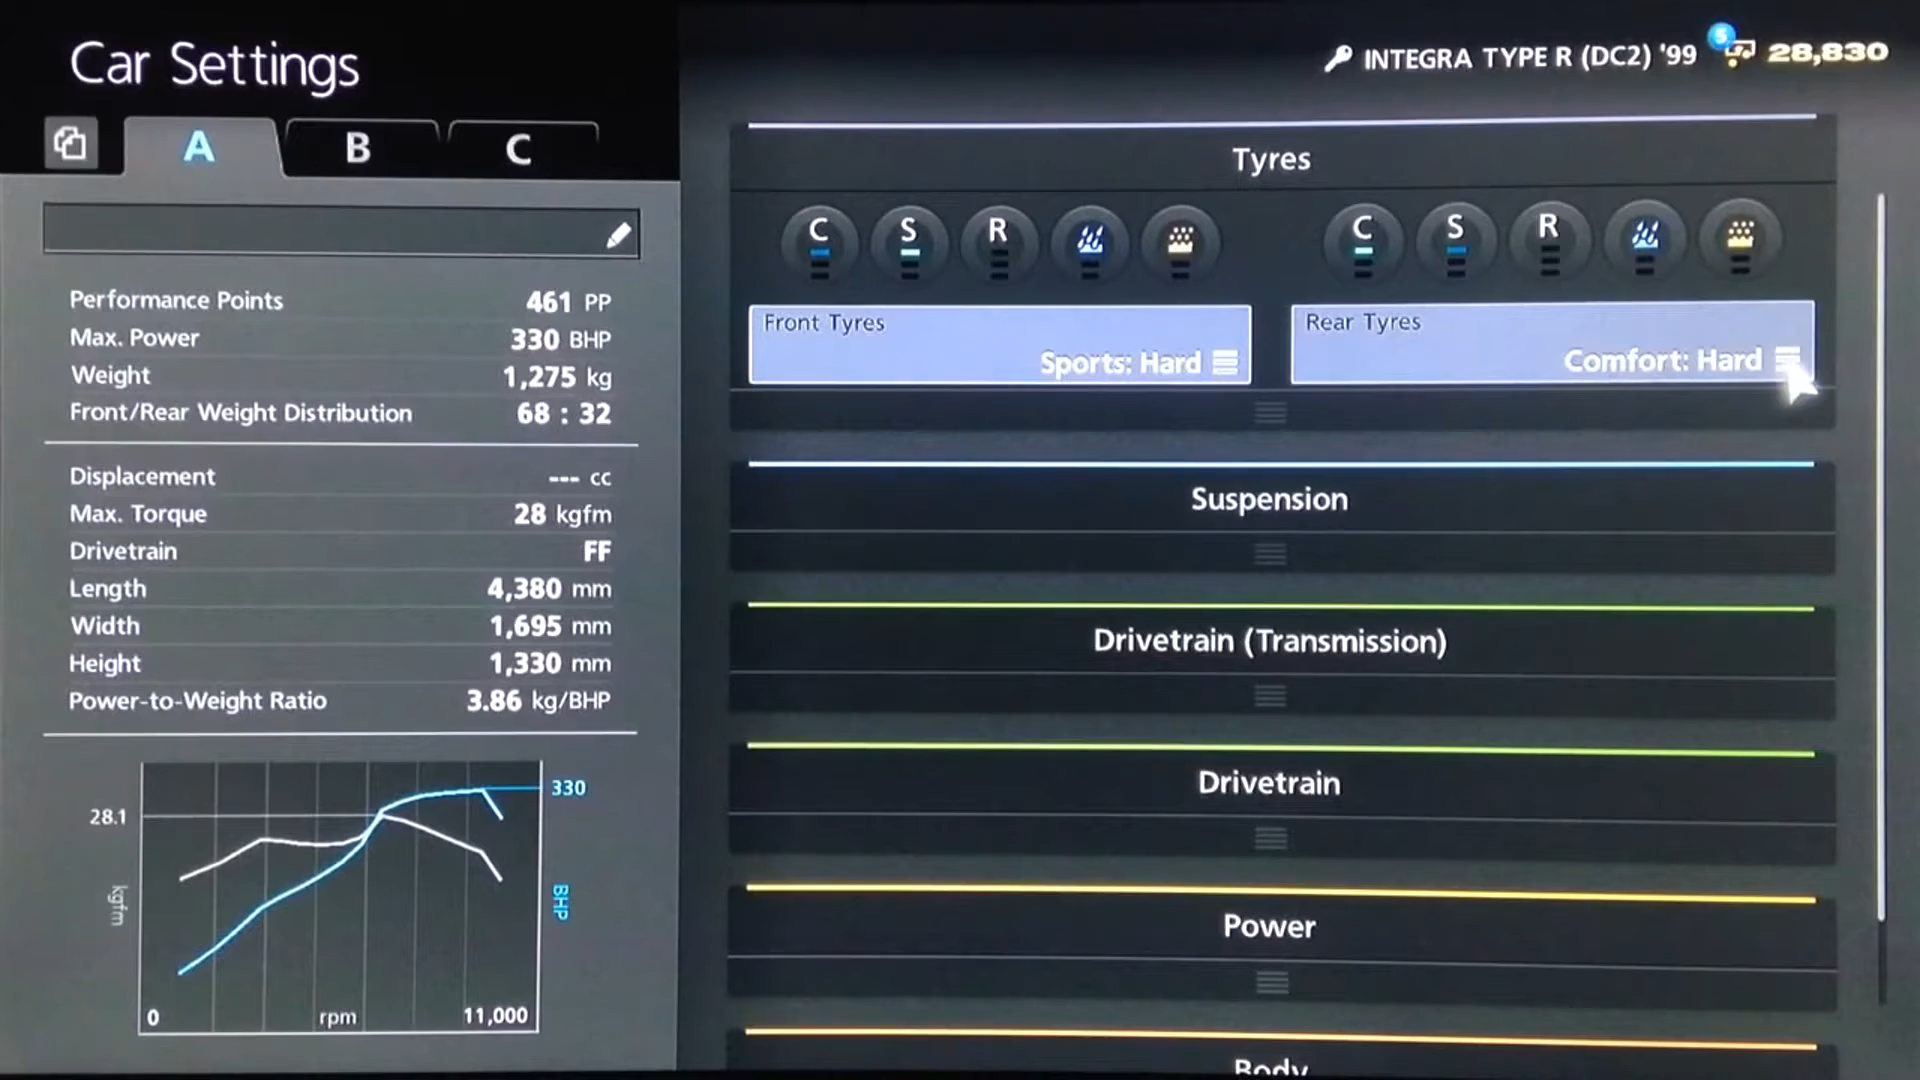 Car Settings
INTEGRA TYPE R (DC2) '99
5
28,830
A
B
C
Performance Points 461 PP
Max. Power 330 BHP
Weight 1,275 kg
Front/Rear Weight Distribution 68 : 32
Displacement --- cc
Max. Torque 28 kgfm
Drivetrain FF
Length 4,380 mm
Width 1,695 mm
Height 1,330 mm
Power-to-Weight Ratio 3.86 kg/BHP
330
28.1
kgfm
BHP
0 rpm 11,000
Tyres
C S R
C S R
Front Tyres
Sports: Hard
Rear Tyres
Comfort: Hard
Suspension
Drivetrain (Transmission)
Drivetrain
Power
Body